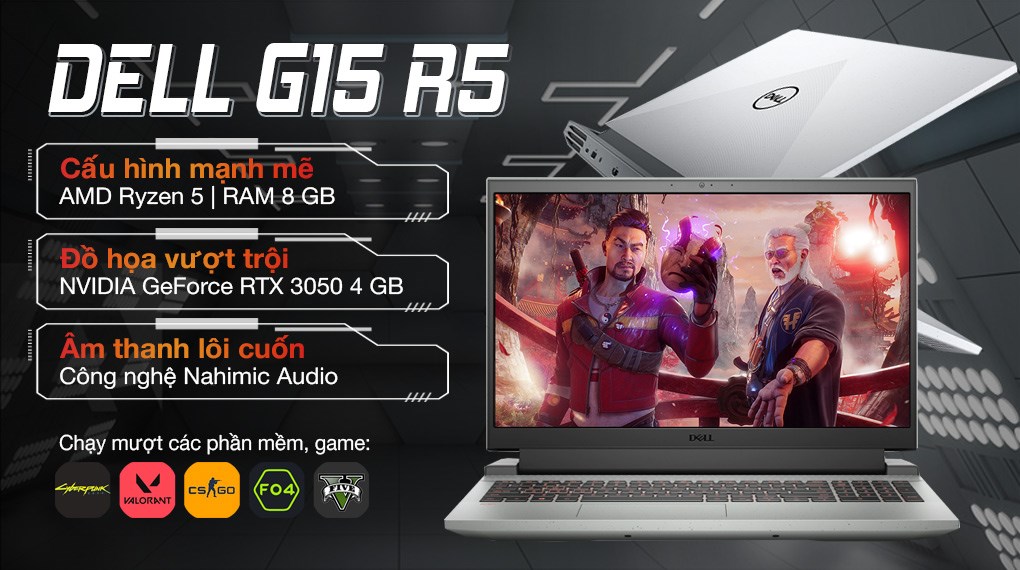 DELL G15 R5
Cấu hình mạnh mẽ
AMD Ryzen 5 | RAM 8 GB
Đồ họa vượt trội
NVIDIA GeForce RTX 3050 4 GB
Âm thanh lôi cuốn
Công nghệ Nahimic Audio
Chạy mượt các phần mềm, game:
CYBERPUNK
VALORANT
CS GO
FO4
V
FIVE
DELL
DELL